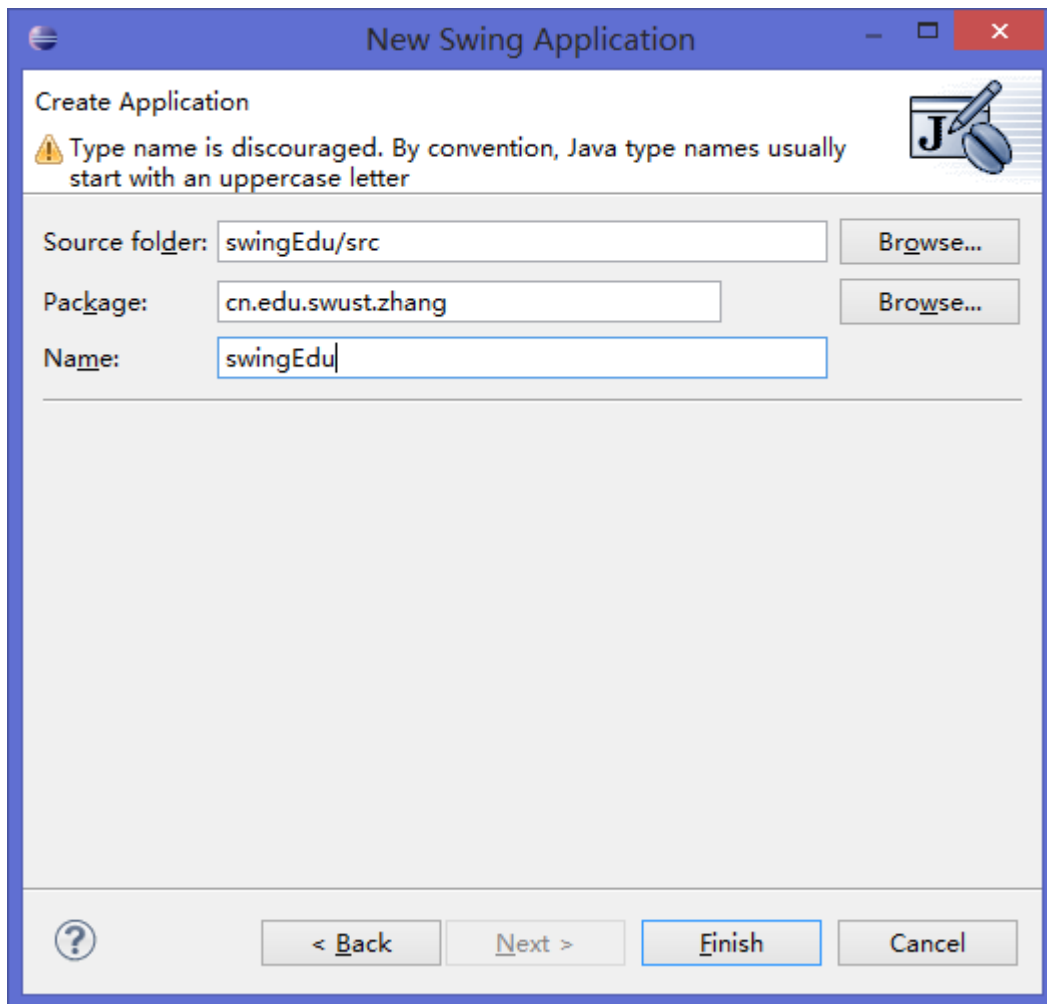 New Swing Application
Create Application
Type name is discouraged. By convention, Java type names usually
start with an uppercase letter
Source folder: swingEdu/src Browse...
Package: cn.edu.swust.zhang Browse...
Name: swingEdu
< Back Next > Finish Cancel